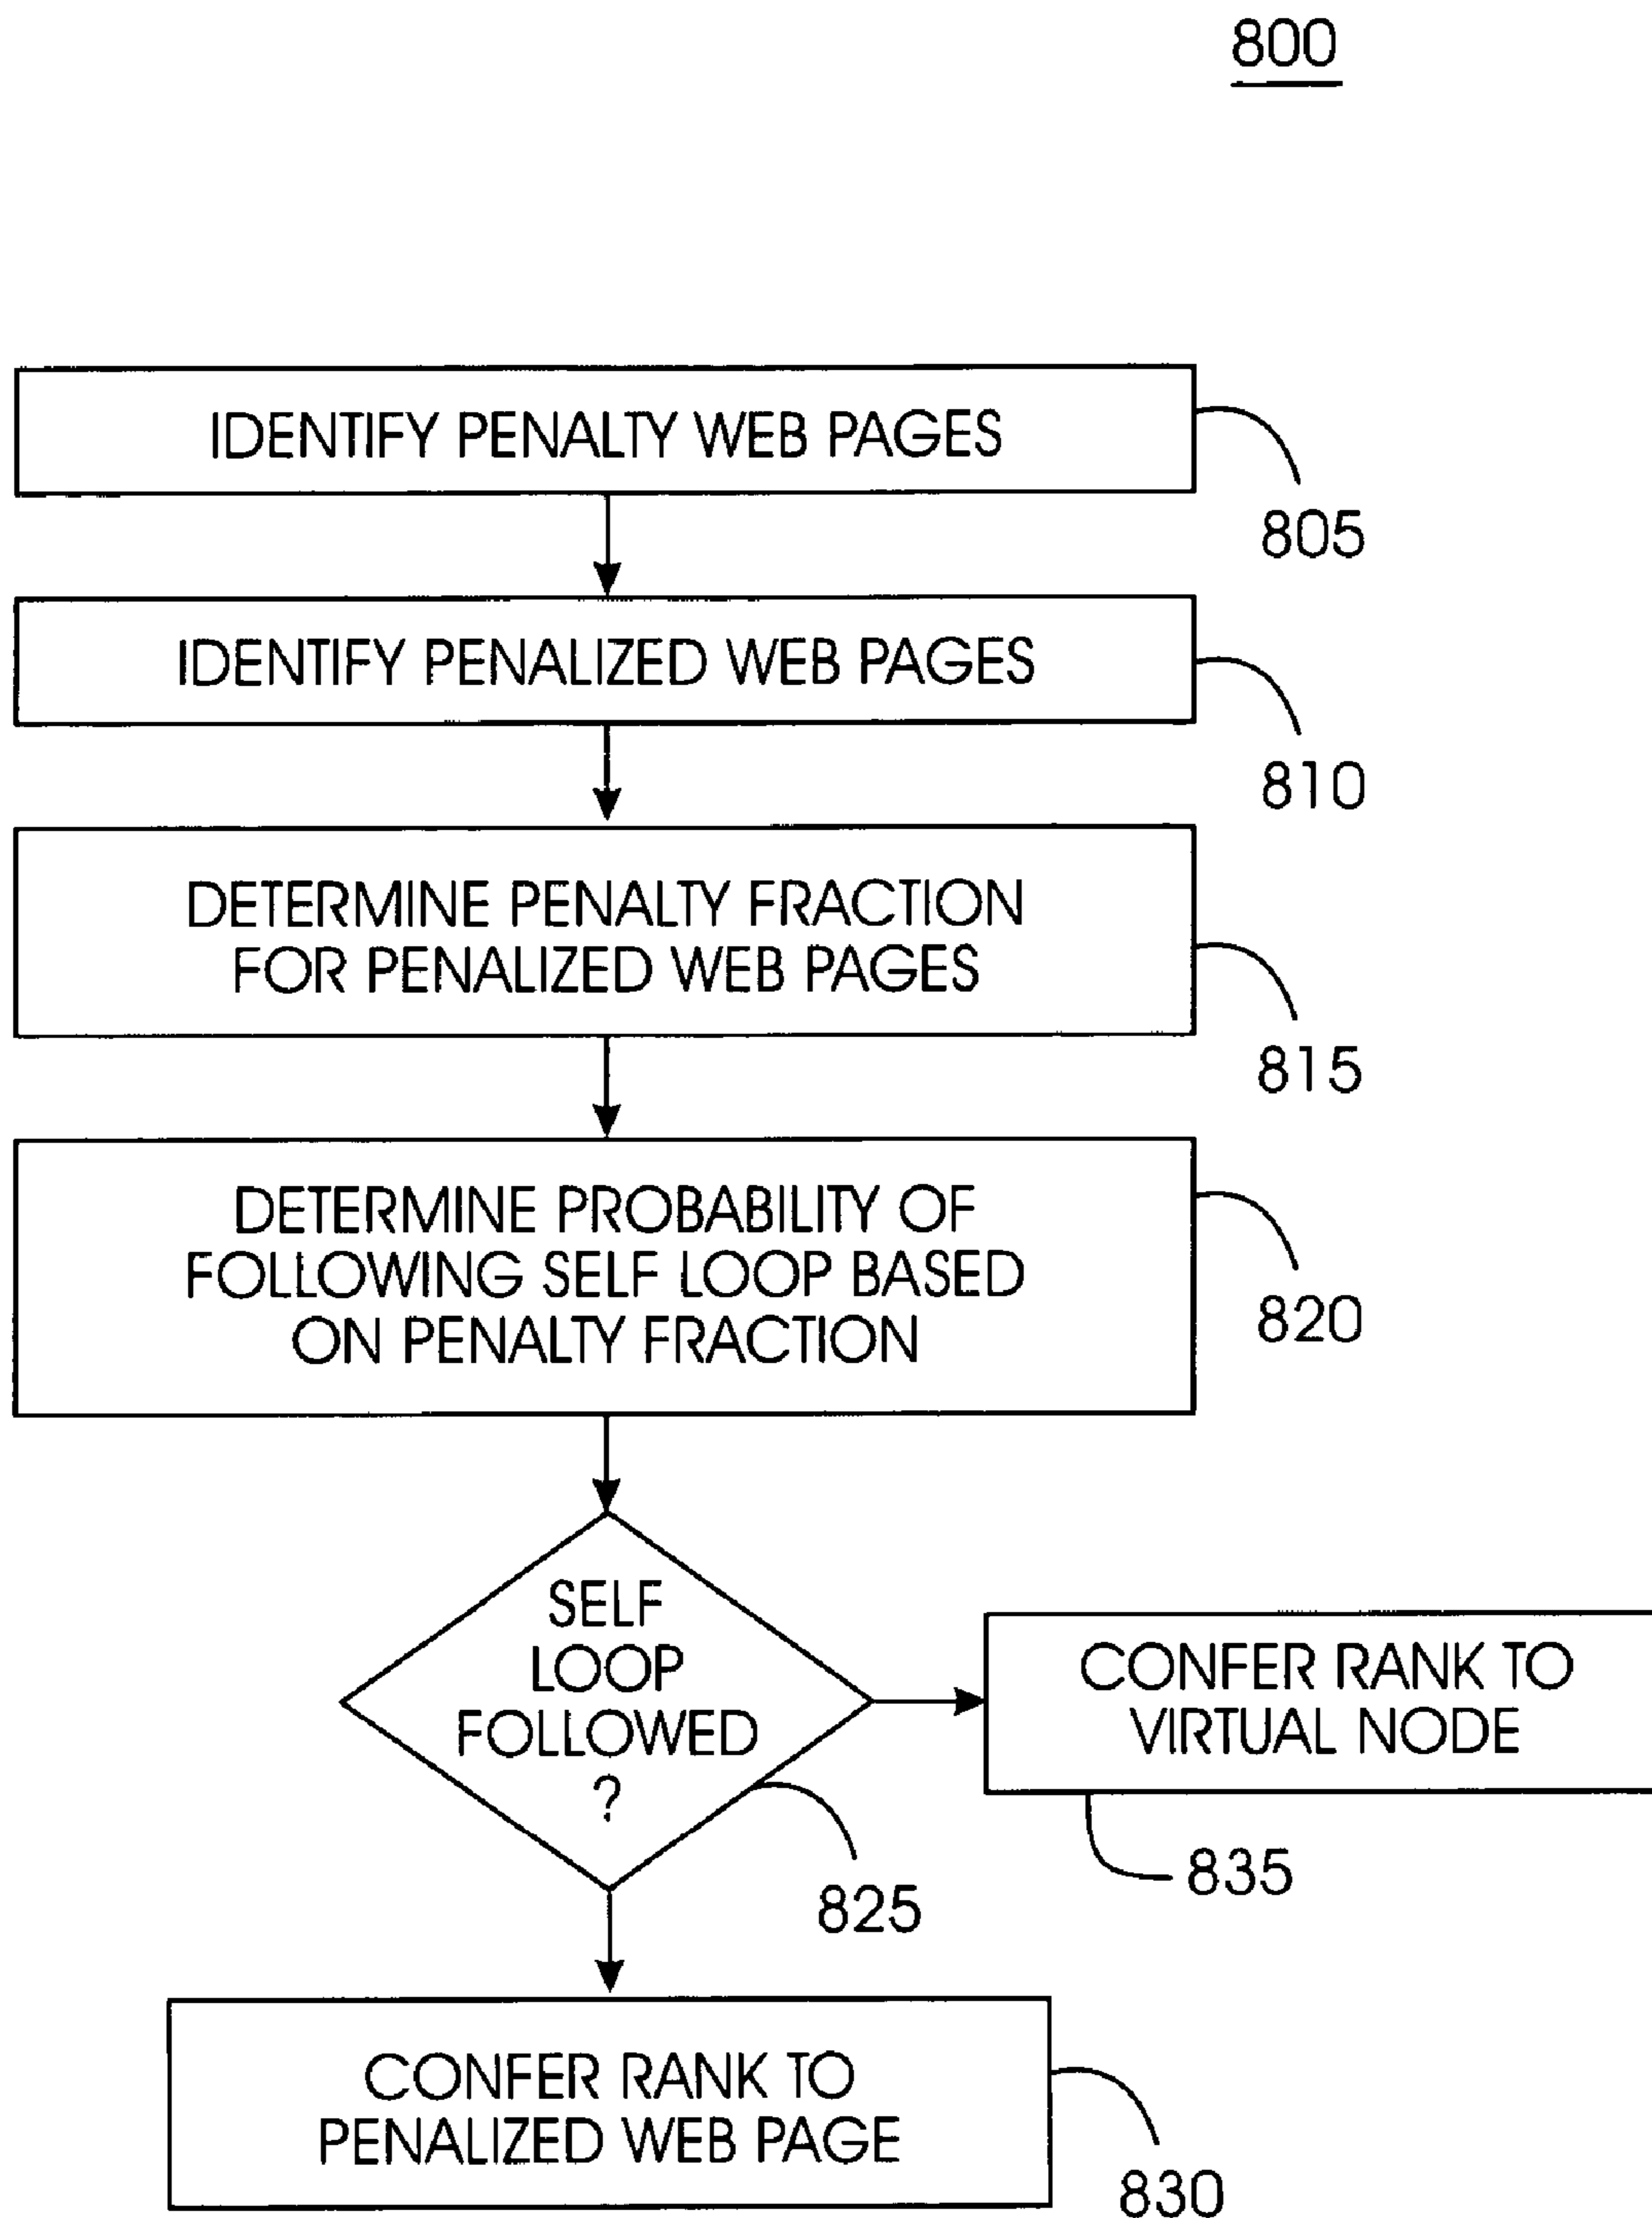 800
IDENTIFY PENALTY WEB PAGES
805
IDENTIFY PENALIZED WEB PAGES
810
DETERMINE PENALTY FRACTION
FOR PENALIZED WEB PAGES
815
DETERMINE PROBABILITY OF
FOLLOWING SELF LOOP BASED
ON PENALTY FRACTION
820
SELF
LOOP
FOLLOWED
?
825
CONFER RANK TO
VIRTUAL NODE
835
CONFER RANK TO
PENALIZED WEB PAGE
830